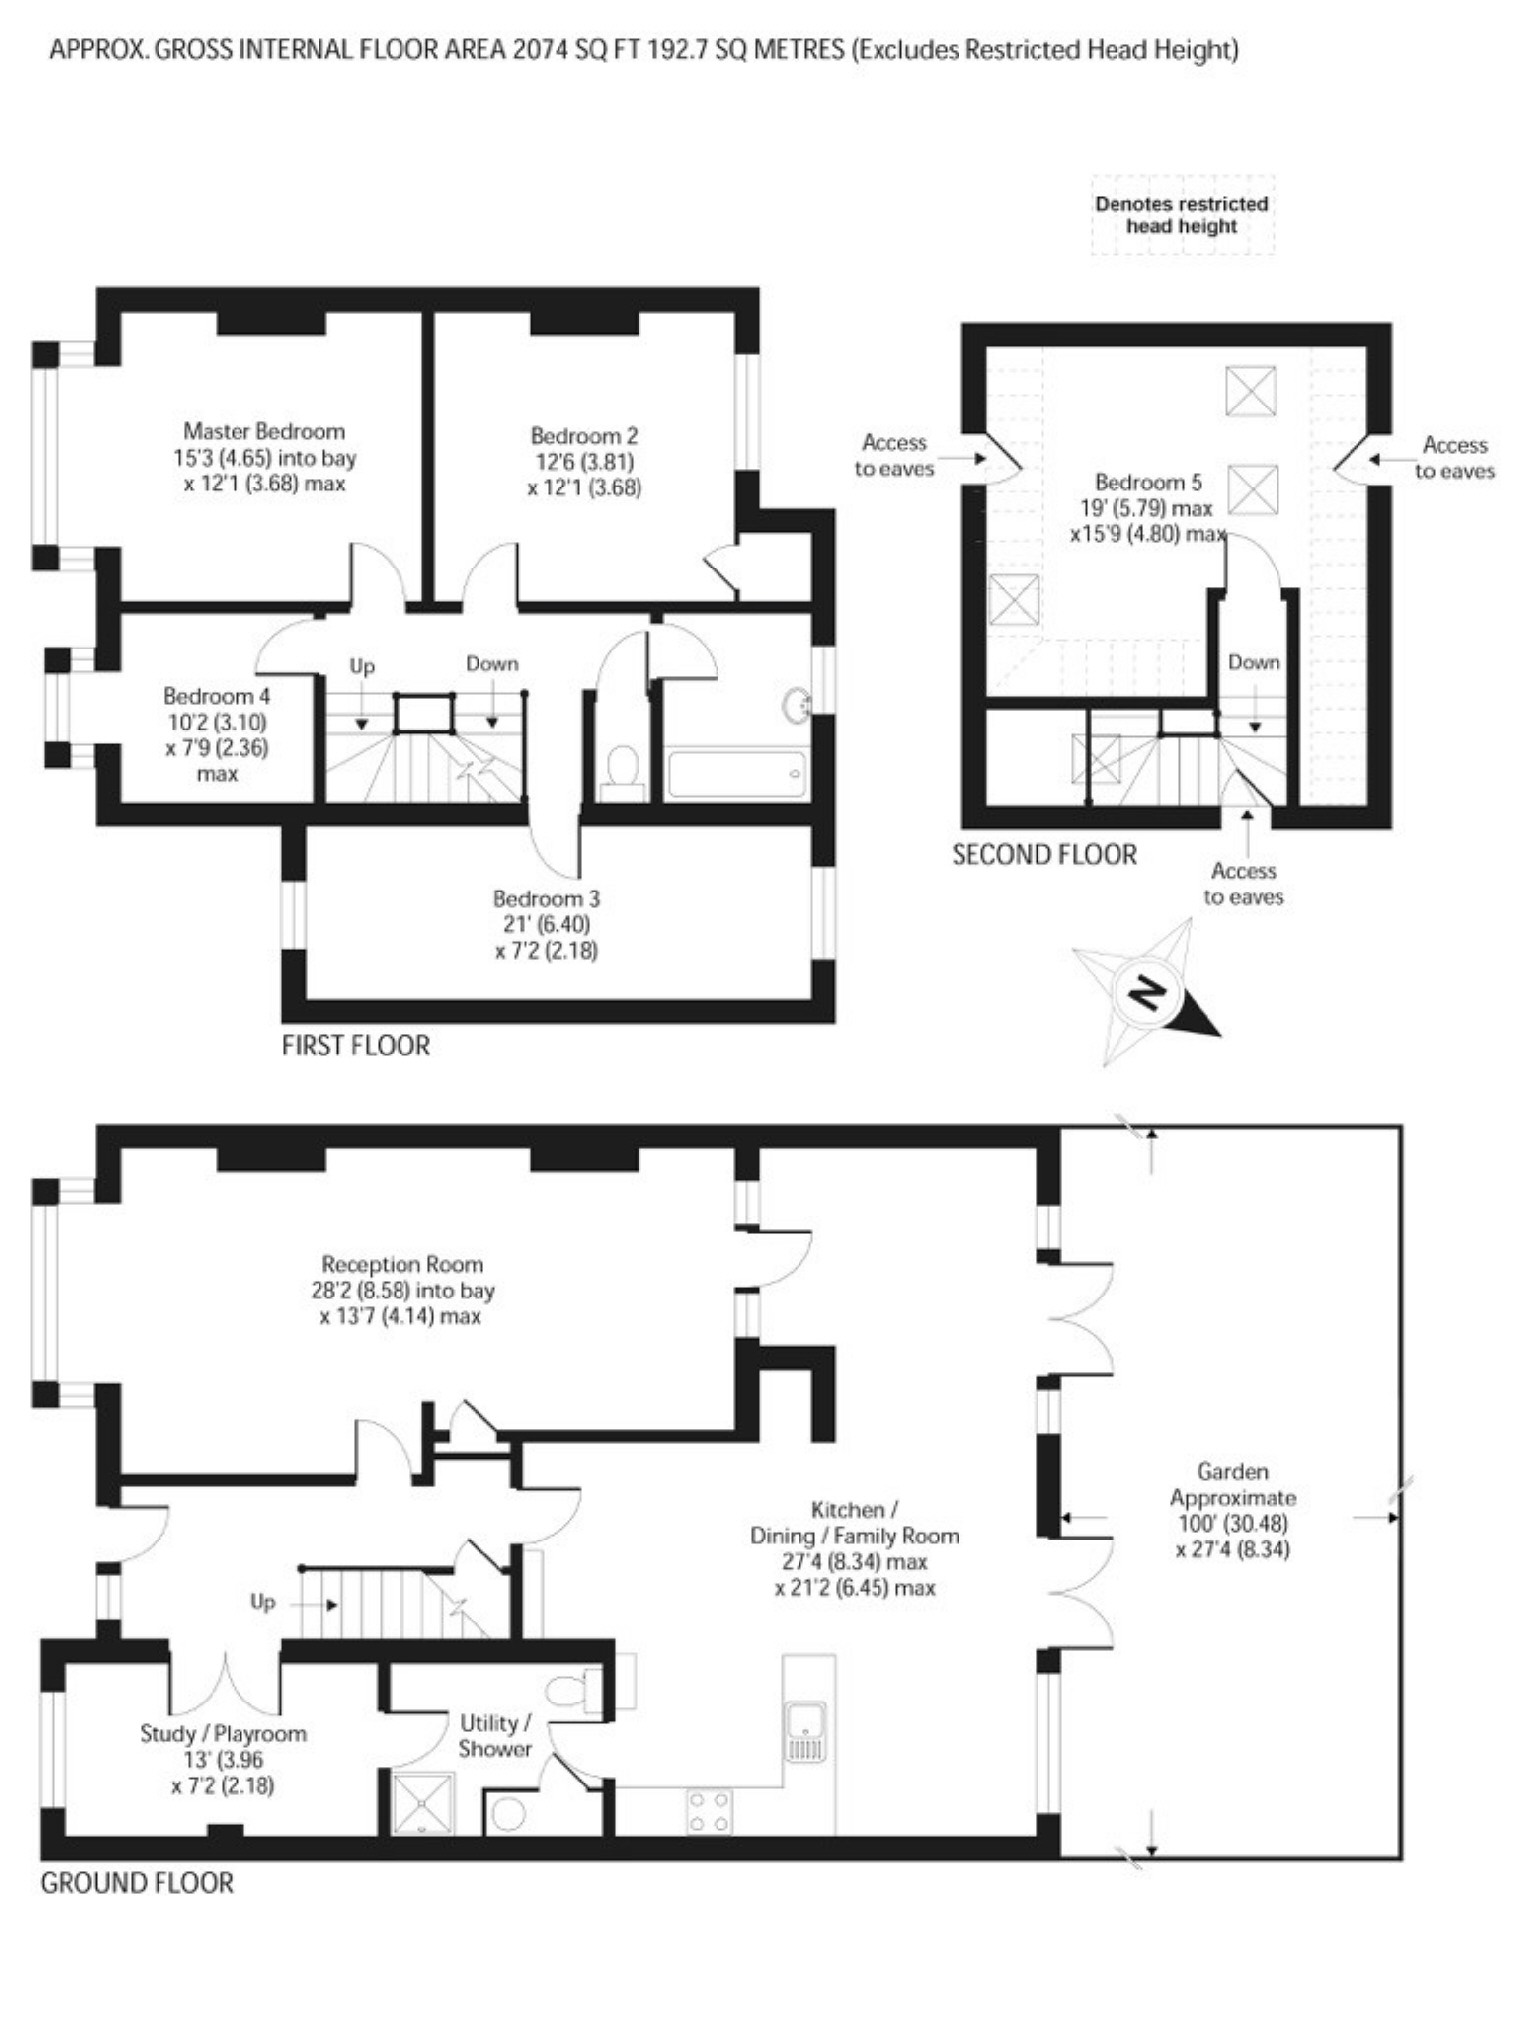 APPROX. GROSS INTERNAL FLOOR AREA 2074 SQ FT 192.7 SQ METRES (Excludes Restricted Head Height)
Denotes restricted
head height
Master Bedroom
15'3 (4.65) into bay
x 12'1 (3.68) max
Bedroom 2
12'6 (3.81)
x 12'1 (3.68)
Bedroom 4
10'2 (3.10)
x 7'9 (2.36)
max
Up
Down
Bedroom 3
21' (6.40)
x 7'2 (2.18)
FIRST FLOOR
Access
to eaves
Bedroom 5
19' (5.79) max
x15'9 (4.80) max
Access
to eaves
Down
SECOND FLOOR
Access
to eaves
N
Reception Room
28'2 (8.58) into bay
x 13'7 (4.14) max
Kitchen /
Dining / Family Room
27'4 (8.34) max
x 21'2 (6.45) max
Garden
Approximate
100' (30.48)
x 27'4 (8.34)
Up
Study / Playroom
13' (3.96
x 7'2 (2.18)
Utility /
Shower
GROUND FLOOR